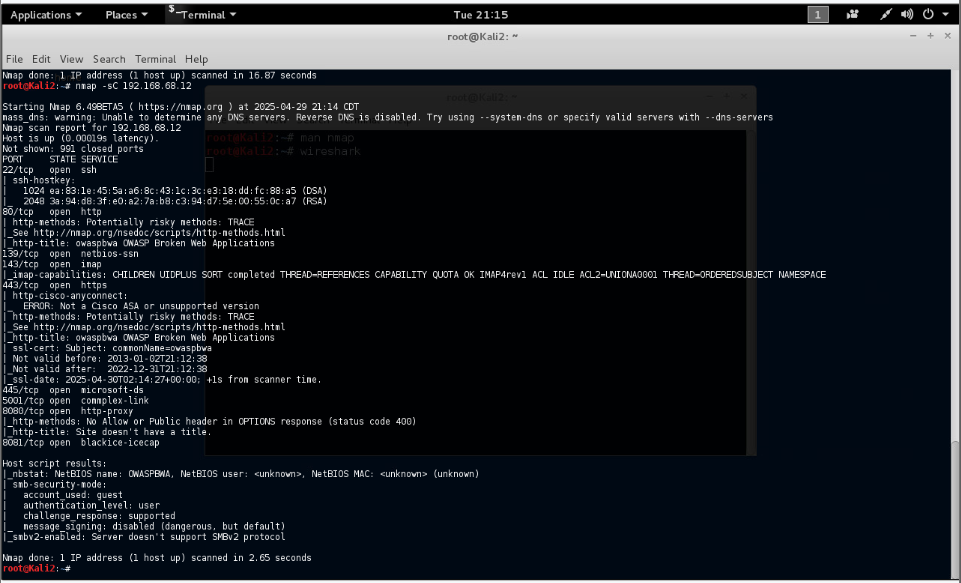 Applications Places Terminal Tue 21:15 1
root@Kali2: ~
File Edit View Search Terminal Help
Nmap done: 1 IP address (1 host up) scanned in 16.87 seconds
root@Kali2:~# nmap -sC 192.168.68.12
root@Kali2: ~
Starting Nmap 6.49BETA5 ( https://nmap.org ) at 2025-04-29 21:14 CDT
mass_dns: warning: Unable to determine any DNS servers. Reverse DNS is disabled. Try using --system-dns or specify valid servers with --dns-servers
Nmap scan report for 192.168.68.12
Host is up (0.00019s latency).
root@Kali2:~# man nmap
Not shown: 991 closed ports
root@Kali2:~# wireshark
PORT     STATE SERVICE
22/tcp   open  ssh
| ssh-hostkey:
|   1024 ea:83:1e:45:5a:a6:8c:43:1c:3c:e3:18:dd:fc:88:a5 (DSA)
|_  2048 3a:94:d8:3f:e0:a2:7a:b8:c3:94:d7:5e:00:55:0c:a7 (RSA)
80/tcp   open  http
| http-methods: Potentially risky methods: TRACE
|_See http://nmap.org/nsedoc/scripts/http-methods.html
|_http-title: owaspbwa OWASP Broken Web Applications
139/tcp  open  netbios-ssn
143/tcp  open  imap
|_imap-capabilities: CHILDREN UIDPLUS SORT completed THREAD=REFERENCES CAPABILITY QUOTA OK IMAP4rev1 ACL IDLE ACL2=UNIONA0001 THREAD=ORDEREDSUBJECT NAMESPACE
443/tcp  open  https
| http-cisco-anyconnect:
|_  ERROR: Not a Cisco ASA or unsupported version
| http-methods: Potentially risky methods: TRACE
|_See http://nmap.org/nsedoc/scripts/http-methods.html
|_http-title: owaspbwa OWASP Broken Web Applications
| ssl-cert: Subject: commonName=owaspbwa
| Not valid before: 2013-01-02T21:12:38
|_Not valid after:  2022-12-31T21:12:38
|_ssl-date: 2025-04-30T02:14:27+00:00; +1s from scanner time.
445/tcp  open  microsoft-ds
5001/tcp open  commplex-link
8080/tcp open  http-proxy
|_http-methods: No Allow or Public header in OPTIONS response (status code 400)
|_http-title: Site doesn't have a title.
8081/tcp open  blackice-icecap

Host script results:
|_nbstat: NetBIOS name: OWASPBWA, NetBIOS user: <unknown>, NetBIOS MAC: <unknown> (unknown)
| smb-security-mode:
|   account_used: guest
|   authentication_level: user
|   challenge_response: supported
|_  message_signing: disabled (dangerous, but default)
|_smbv2-enabled: Server doesn't support SMBv2 protocol

Nmap done: 1 IP address (1 host up) scanned in 2.65 seconds
root@Kali2:~#